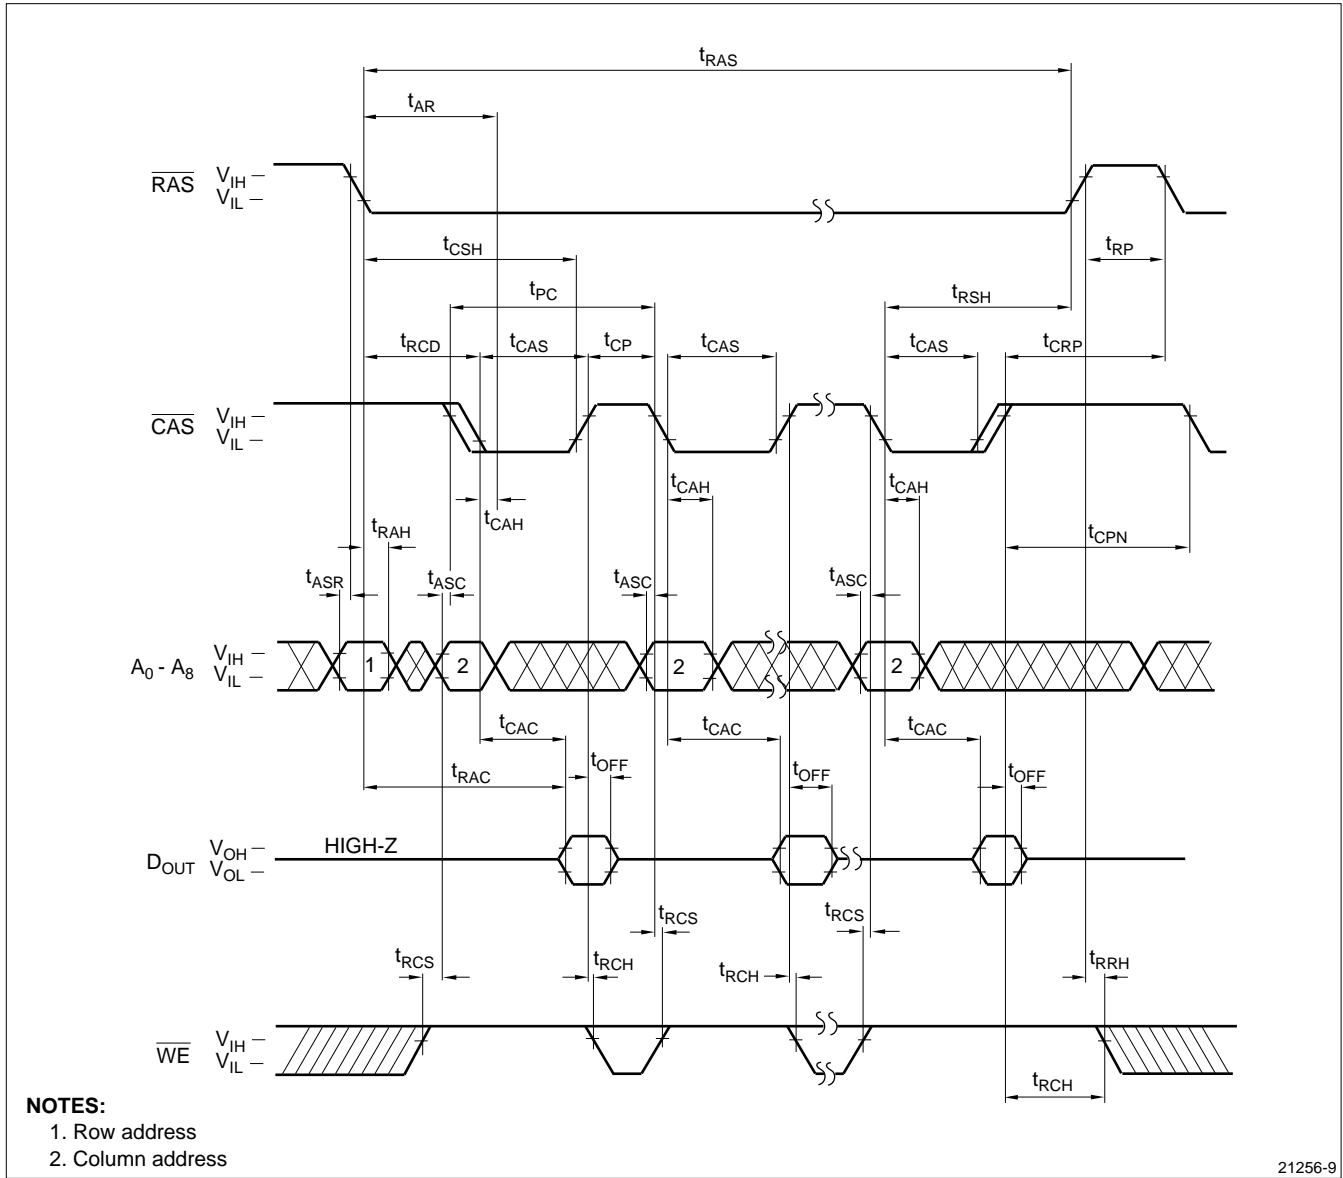 tRAS
tAR
RAS VIH
VIL
tCSH
tRP
tPC
tRSH
tRCD tCAS tCP tCAS tCAS tCRP
CAS VIH
VIL
tCAH tCAH
tRAH tCAH tCPN
tASR tASC tASC tASC
A0 - A8 VIH
VIL
1 2 2 2
tCAC tCAC tCAC
tRAC tOFF tOFF tOFF
DOUT VOH
VOL
HIGH-Z
tRCS tRCS
tRCS tRCH tRCH tRRH
WE VIH
VIL
tRCH
NOTES:
1. Row address
2. Column address
21256-9